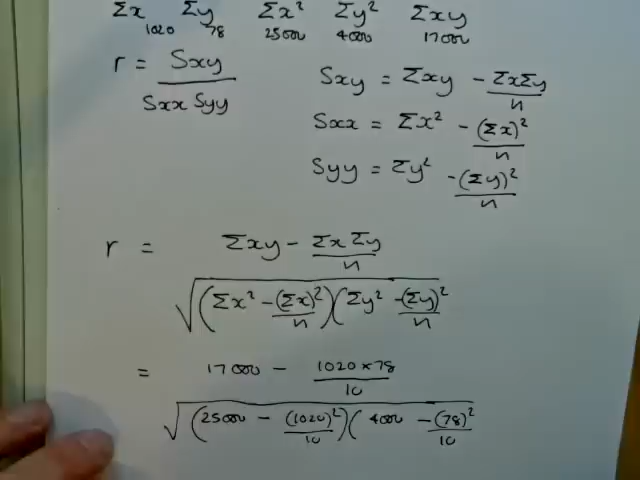 Σx Σy Σx² Σy² Σxy
1020 78 25000 4000 17000
r = Sxy / Sxx Syy
Sxy = Σxy - ΣxΣy/n
Sxx = Σx² - (Σx)²/n
Syy = Σy² - (Σy)²/n
r = Σxy - Σx Σy/n
√(Σx² - (Σx)²/n)(Σy² - (Σy)²/n
= 17000 - 1020×78/10
√(25000 - (1020)²/10)(4000 - (78)²/10